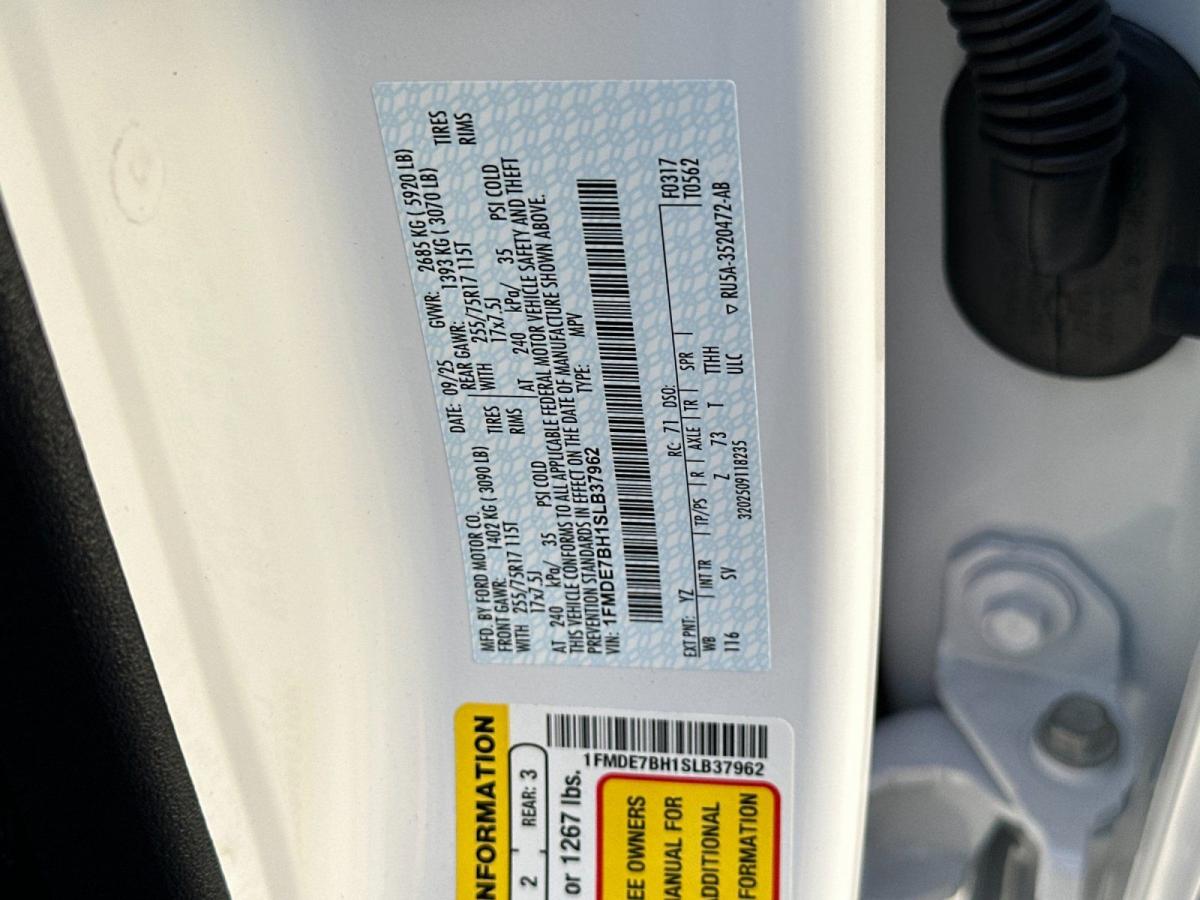 MFD. BY FORD MOTOR CO.
DATE: 09/25 GVWR: 2685 KG ( 5920 LB)
FRONT GAWR: 1402 KG ( 3090 LB)
REAR GAWR: 1393 KG ( 3070 LB)
WITH 255/75R17 115T TIRES
WITH 255/75R17 115T TIRES
17x7.5J RIMS
17x7.5J RIMS
AT 240 kPa/ 35 PSI COLD
AT 240 kPa/ 35 PSI COLD
THIS VEHICLE CONFORMS TO ALL APPLICABLE FEDERAL MOTOR VEHICLE SAFETY AND THEFT
PREVENTION STANDARDS IN EFFECT ON THE DATE OF MANUFACTURE SHOWN ABOVE.
VIN: 1FMDE7BH1SLB37962
TYPE: MPV
EXT PNT: YZ RC: 71 DSO: F0317
WB INT TR TP/PS R AXLE TR SPR T0562
116 SV Z 73 T TTHH
3202509118235 ULC ▽ RU5A-3520472-AB
NFORMATION
2 REAR: 3
or 1267 lbs.
1FMDE7BH1SLB37962
EE OWNERS
MANUAL FOR
ADDITIONAL
FORMATION